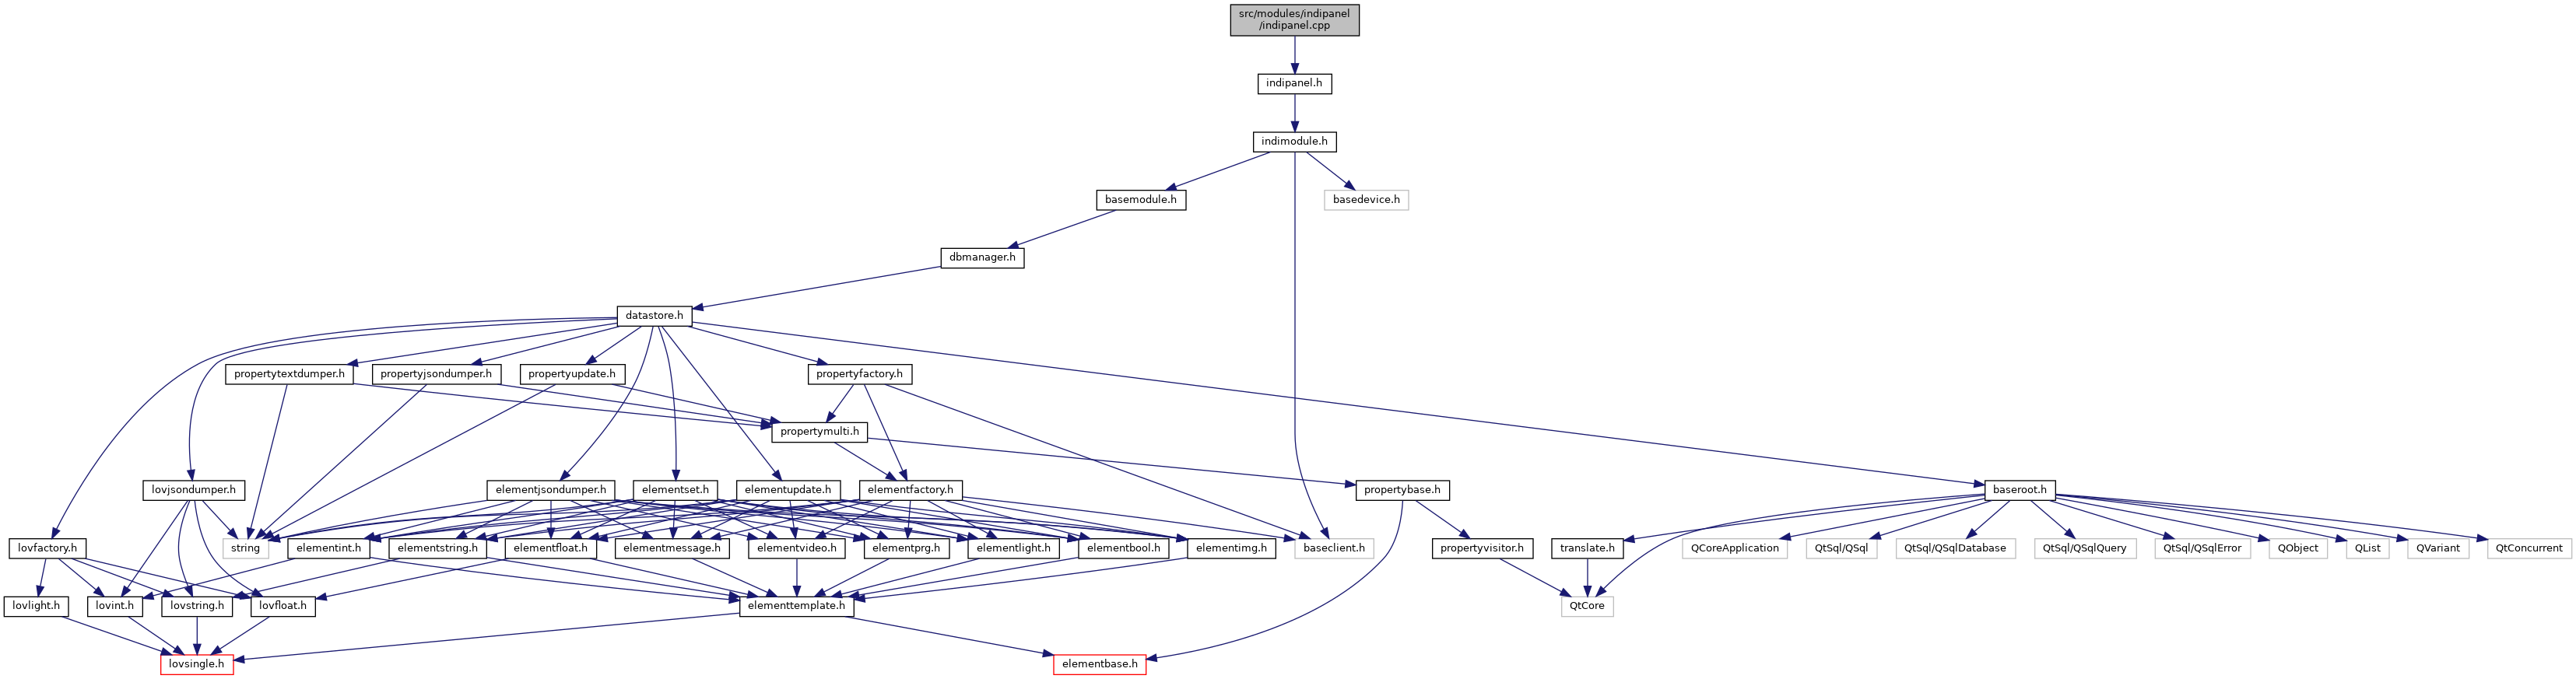 src/modules/indipanel
/indipanel.cpp
indipanel.h
indimodule.h
basemodule.h
basedevice.h
dbmanager.h
datastore.h
propertytextdumper.h
propertyjsondumper.h
propertyupdate.h
propertyfactory.h
propertymulti.h
lovjsondumper.h
elementjsondumper.h
elementset.h
elementupdate.h
elementfactory.h
propertybase.h
baseroot.h
lovfactory.h
string
elementint.h
elementstring.h
elementfloat.h
elementmessage.h
elementvideo.h
elementprg.h
elementlight.h
elementbool.h
elementimg.h
baseclient.h
propertyvisitor.h
translate.h
QCoreApplication
QtSql/QSql
QtSql/QSqlDatabase
QtSql/QSqlQuery
QtSql/QSqlError
QObject
QList
QVariant
QtConcurrent
lovlight.h
lovint.h
lovstring.h
lovfloat.h
elementtemplate.h
QtCore
lovsingle.h
elementbase.h